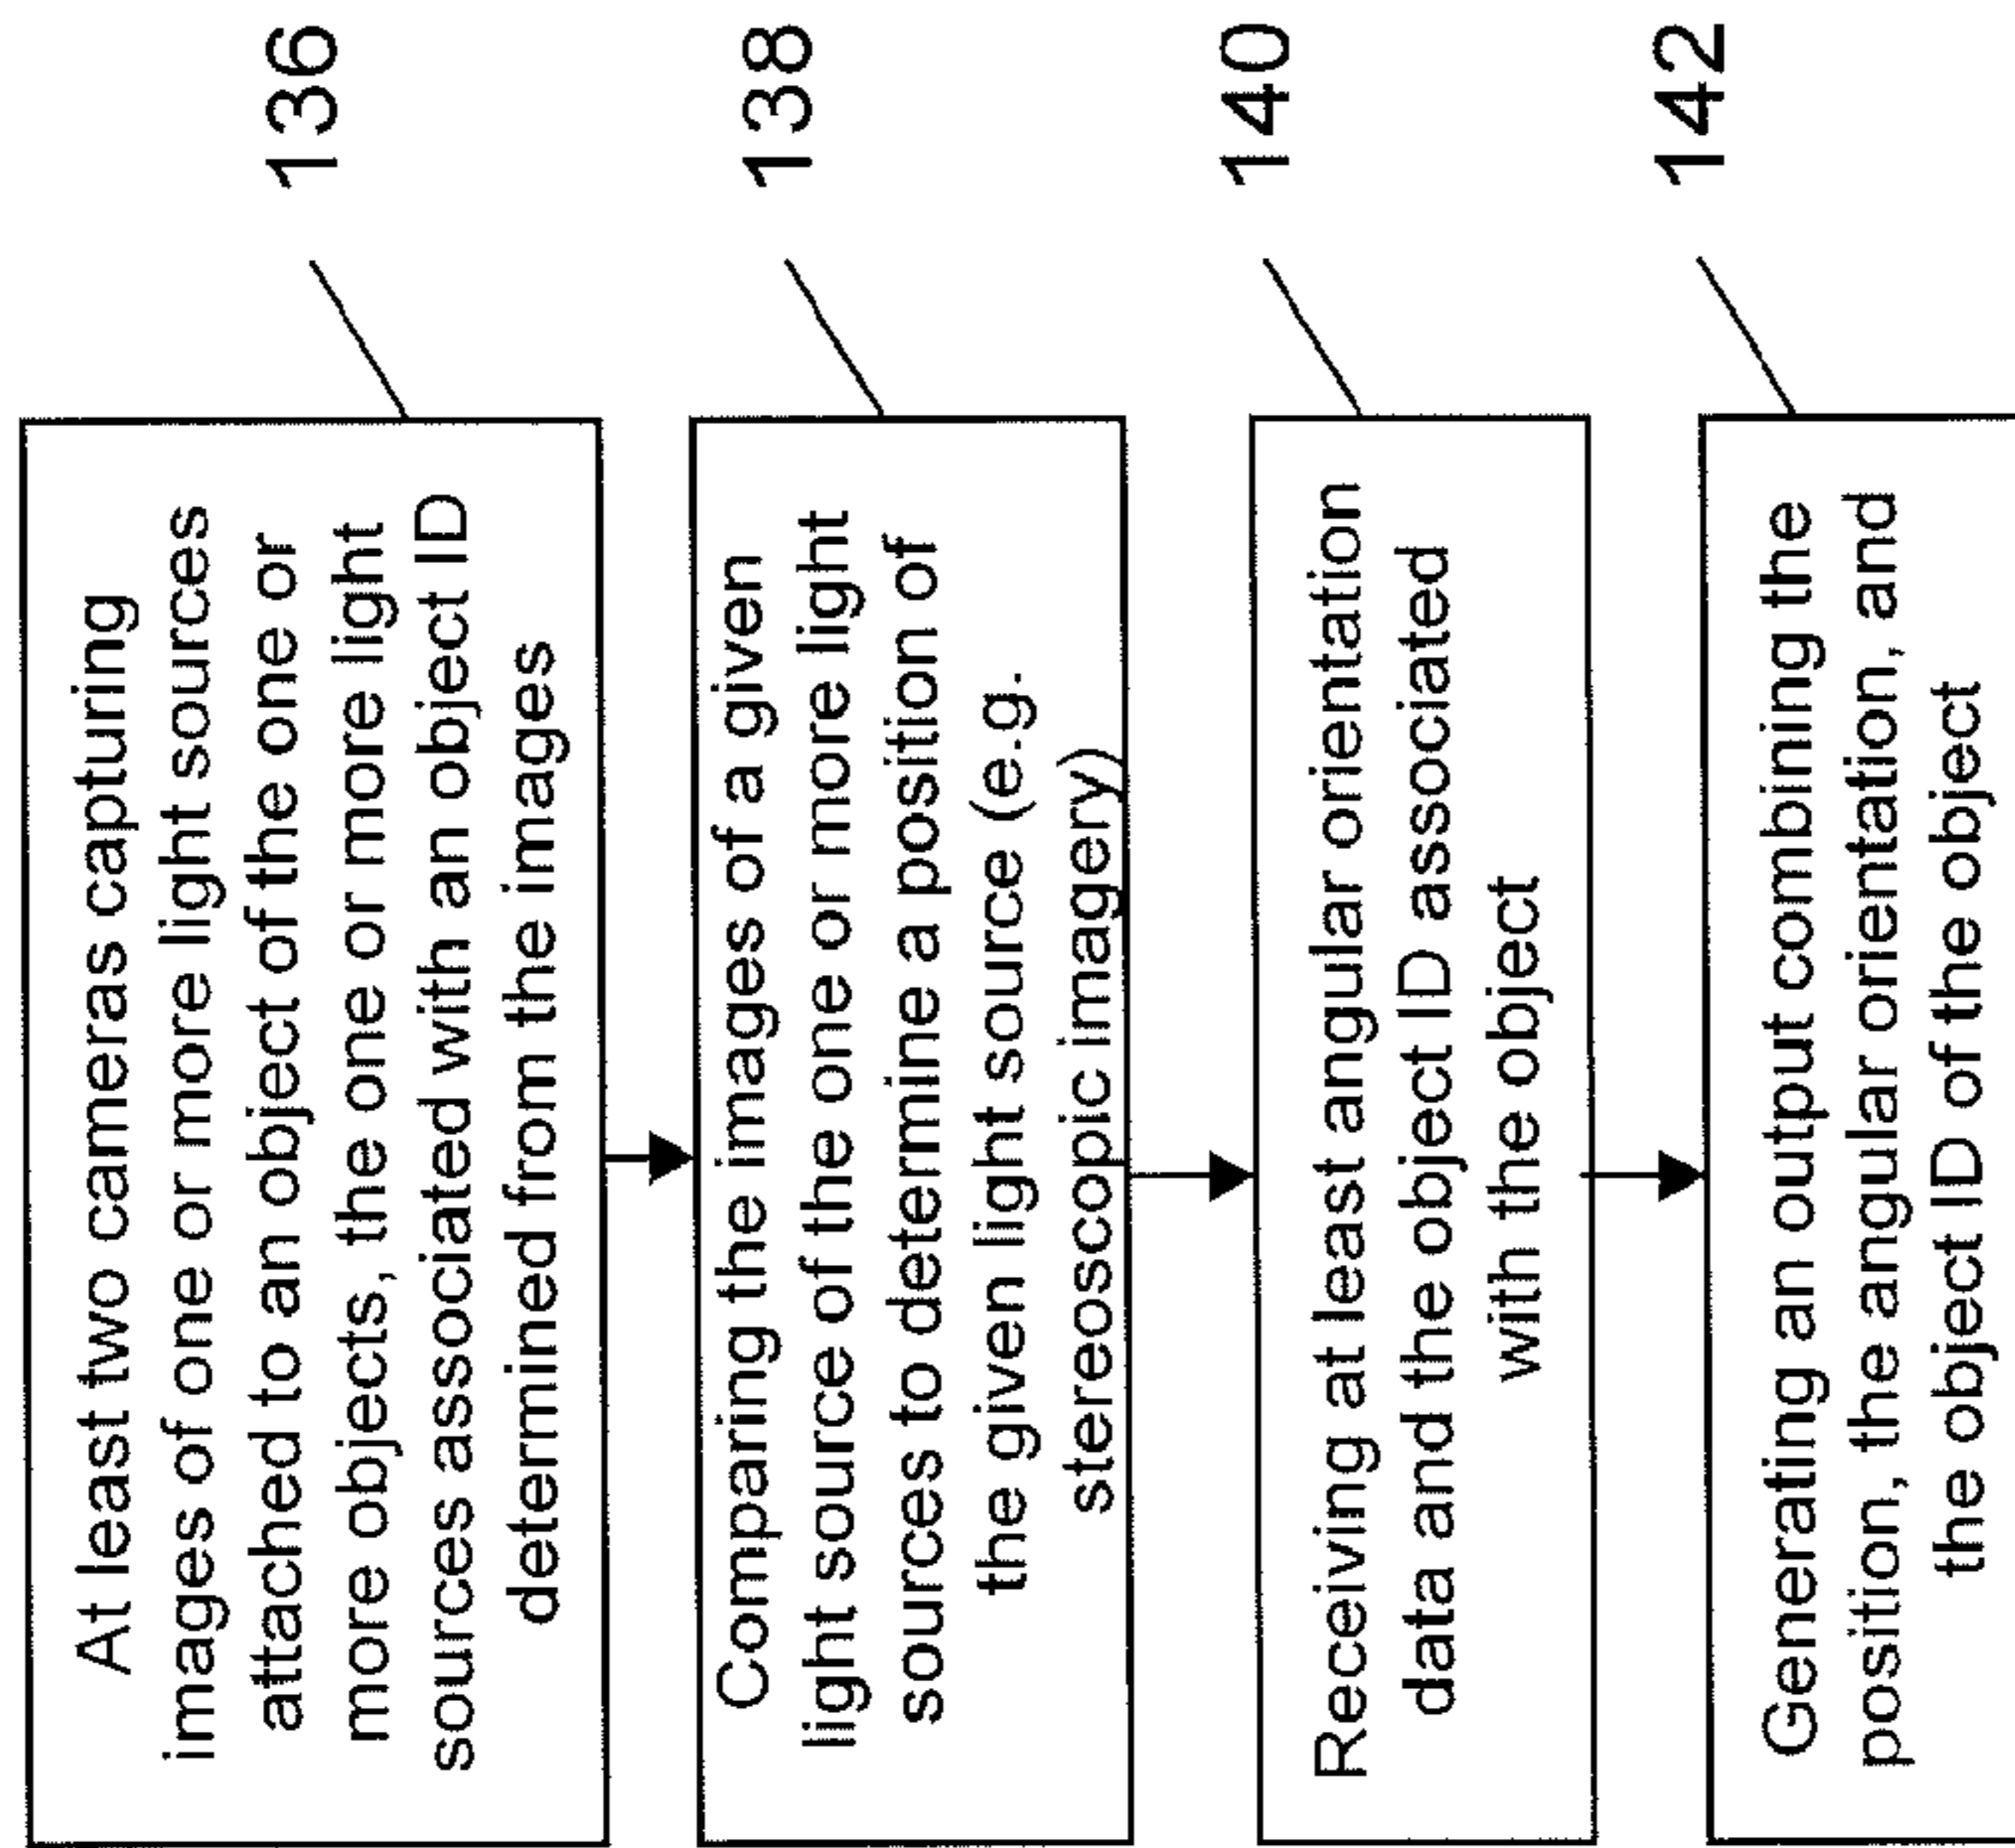 At least two cameras capturing
images of one or more light sources
attached to an object of the one or
more objects, the one or more light
sources associated with an object ID
determined from the images
136
Comparing the images of a given
light source of the one or more light
sources to determine a position of
the given light source (e.g.
stereoscopic imagery)
138
Receiving at least angular orientation
data and the object ID associated
with the object
140
Generating an output combining the
position, the angular orientation, and
the object ID of the object
142